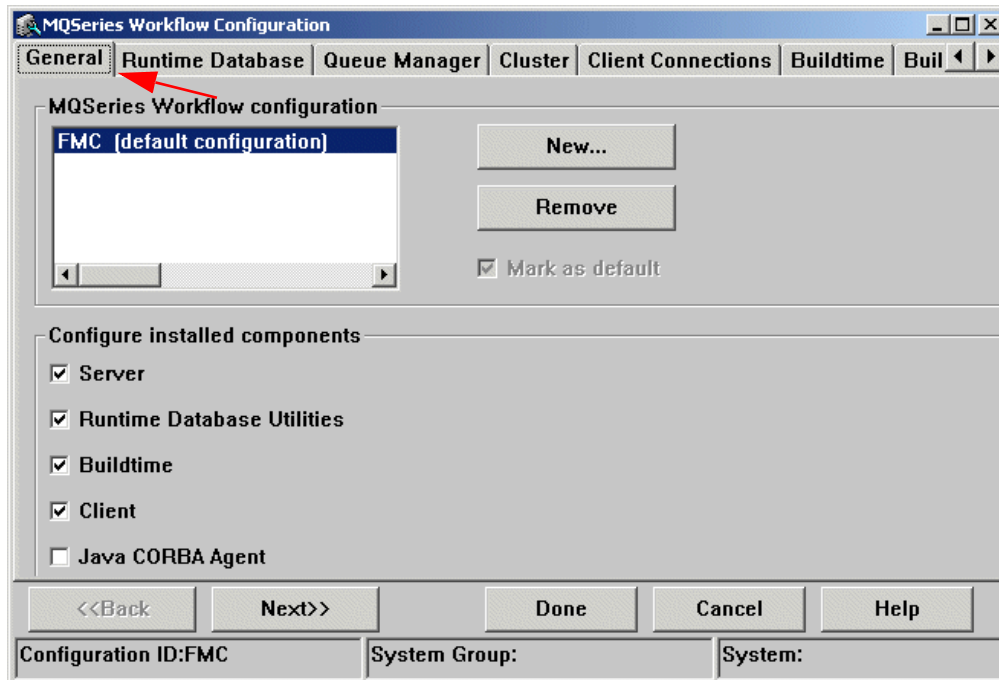 MQSeries Workflow Configuration
General Runtime Database Queue Manager Cluster Client Connections Buildtime Buil
MQSeries Workflow configuration
FMC (default configuration)
New...
Remove
Mark as default
Configure installed components
Server
Runtime Database Utilities
Buildtime
Client
Java CORBA Agent
<<Back Next>> Done Cancel Help
Configuration ID:FMC System Group: System: